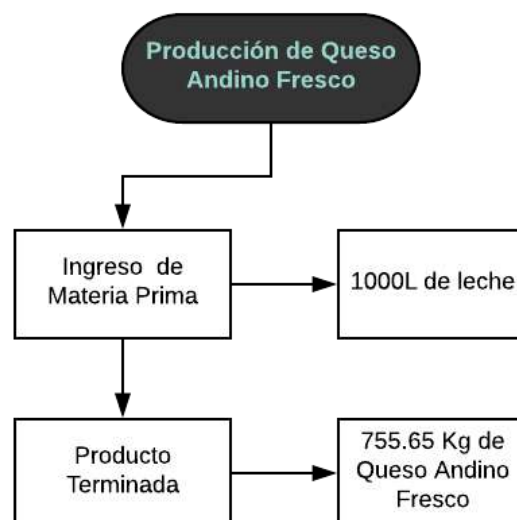 Producción de Queso
Andino Fresco
Ingreso de
Materia Prima
1000L de leche
Producto
Terminada
755.65 Kg de
Queso Andino
Fresco